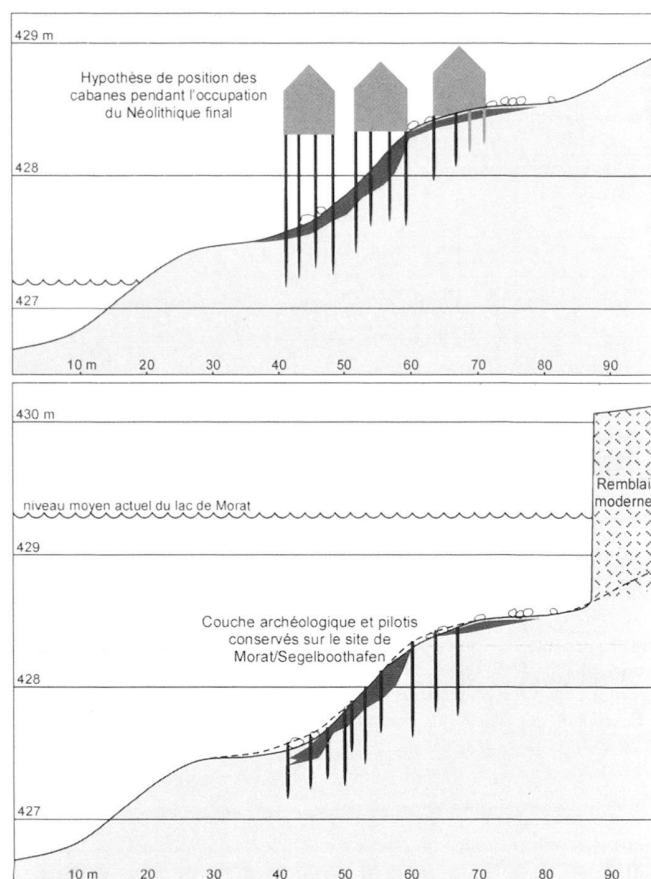 429 m
Hypothèse de position des
cabanes pendant l'occupation
du Néolithique final
428
427
10 m 20 30 40 50 60 70 80 90
430 m
Remblai
moderne
niveau moyen actuel du lac de Morat
429
Couche archéologique et pilotis
conservés sur le site de
Morat/Segelboothafen
428
427
10 m 20 30 40 50 60 70 80 90